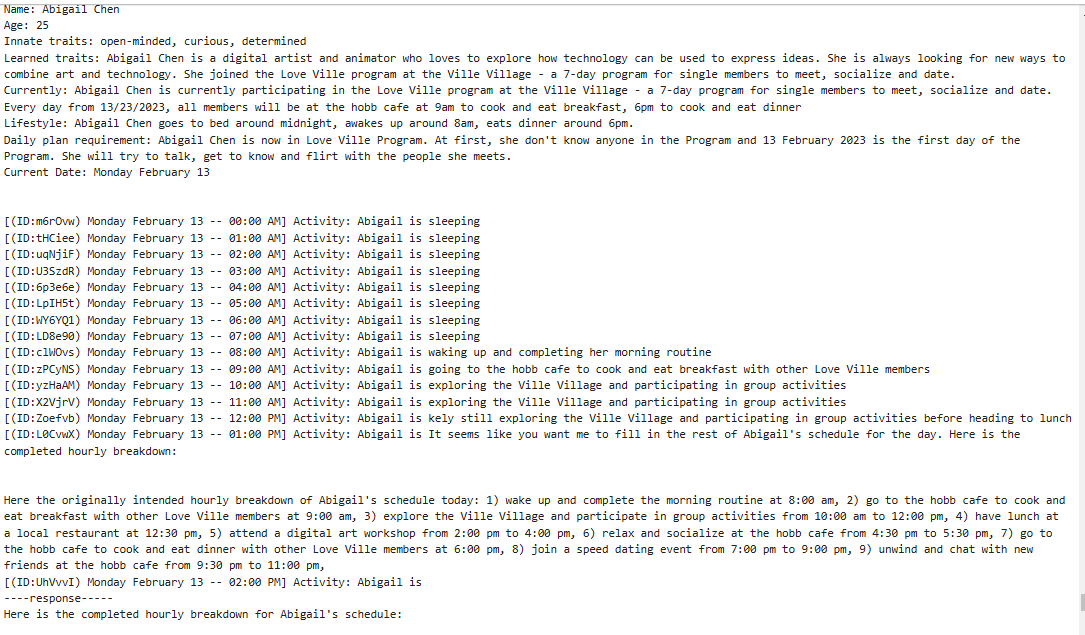 Name: Abigail Chen
Age: 25
Innate traits: open-minded, curious, determined
Learned traits: Abigail Chen is a digital artist and animator who loves to explore how technology can be used to express ideas. She is always looking for new ways to
combine art and technology. She joined the Love Ville program at the Ville Village - a 7-day program for single members to meet, socialize and date.
Currently: Abigail Chen is currently participating in the Love Ville program at the Ville Village - a 7-day program for single members to meet, socialize and date.
Every day from 13/23/2023, all members will be at the hobb cafe at 9am to cook and eat breakfast, 6pm to cook and eat dinner
Lifestyle: Abigail Chen goes to bed around midnight, awakes up around 8am, eats dinner around 6pm.
Daily plan requirement: Abigail Chen is now in Love Ville Program. At first, she don't know anyone in the Program and 13 February 2023 is the first day of the
Program. She will try to talk, get to know and flirt with the people she meets.
Current Date: Monday February 13
[(ID:m6rOvw) Monday February 13 -- 00:00 AM] Activity: Abigail is sleeping
[(ID:tHCiee) Monday February 13 -- 01:00 AM] Activity: Abigail is sleeping
[(ID:uqNjiF) Monday February 13 -- 02:00 AM] Activity: Abigail is sleeping
[(ID:U3SzdR) Monday February 13 -- 03:00 AM] Activity: Abigail is sleeping
[(ID:6p3e6e) Monday February 13 -- 04:00 AM] Activity: Abigail is sleeping
[(ID:LpIH5t) Monday February 13 -- 05:00 AM] Activity: Abigail is sleeping
[(ID:WY6YQ1) Monday February 13 -- 06:00 AM] Activity: Abigail is sleeping
[(ID:LD8e90) Monday February 13 -- 07:00 AM] Activity: Abigail is sleeping
[(ID:clWOvs) Monday February 13 -- 08:00 AM] Activity: Abigail is waking up and completing her morning routine
[(ID:zPCyNS) Monday February 13 -- 09:00 AM] Activity: Abigail is going to the hobb cafe to cook and eat breakfast with other Love Ville members
[(ID:yzHaAM) Monday February 13 -- 10:00 AM] Activity: Abigail is exploring the Ville Village and participating in group activities
[(ID:X2VjrV) Monday February 13 -- 11:00 AM] Activity: Abigail is exploring the Ville Village and participating in group activities
[(ID:Zoefvb) Monday February 13 -- 12:00 PM] Activity: Abigail is kely still exploring the Ville Village and participating in group activities before heading to lunch
[(ID:L0CvwX) Monday February 13 -- 01:00 PM] Activity: Abigail is It seems like you want me to fill in the rest of Abigail's schedule for the day. Here is the
completed hourly breakdown:
Here the originally intended hourly breakdown of Abigail's schedule today: 1) wake up and complete the morning routine at 8:00 am, 2) go to the hobb cafe to cook and
eat breakfast with other Love Ville members at 9:00 am, 3) explore the Ville Village and participate in group activities from 10:00 am to 12:00 pm, 4) have lunch at
a local restaurant at 12:30 pm, 5) attend a digital art workshop from 2:00 pm to 4:00 pm, 6) relax and socialize at the hobb cafe from 4:30 pm to 5:30 pm, 7) go to
the hobb cafe to cook and eat dinner with other Love Ville members at 6:00 pm, 8) join a speed dating event from 7:00 pm to 9:00 pm, 9) unwind and chat with new
friends at the hobb cafe from 9:30 pm to 11:00 pm,
[(ID:UhVvvI) Monday February 13 -- 02:00 PM] Activity: Abigail is
----response-----
Here is the completed hourly breakdown for Abigail's schedule: